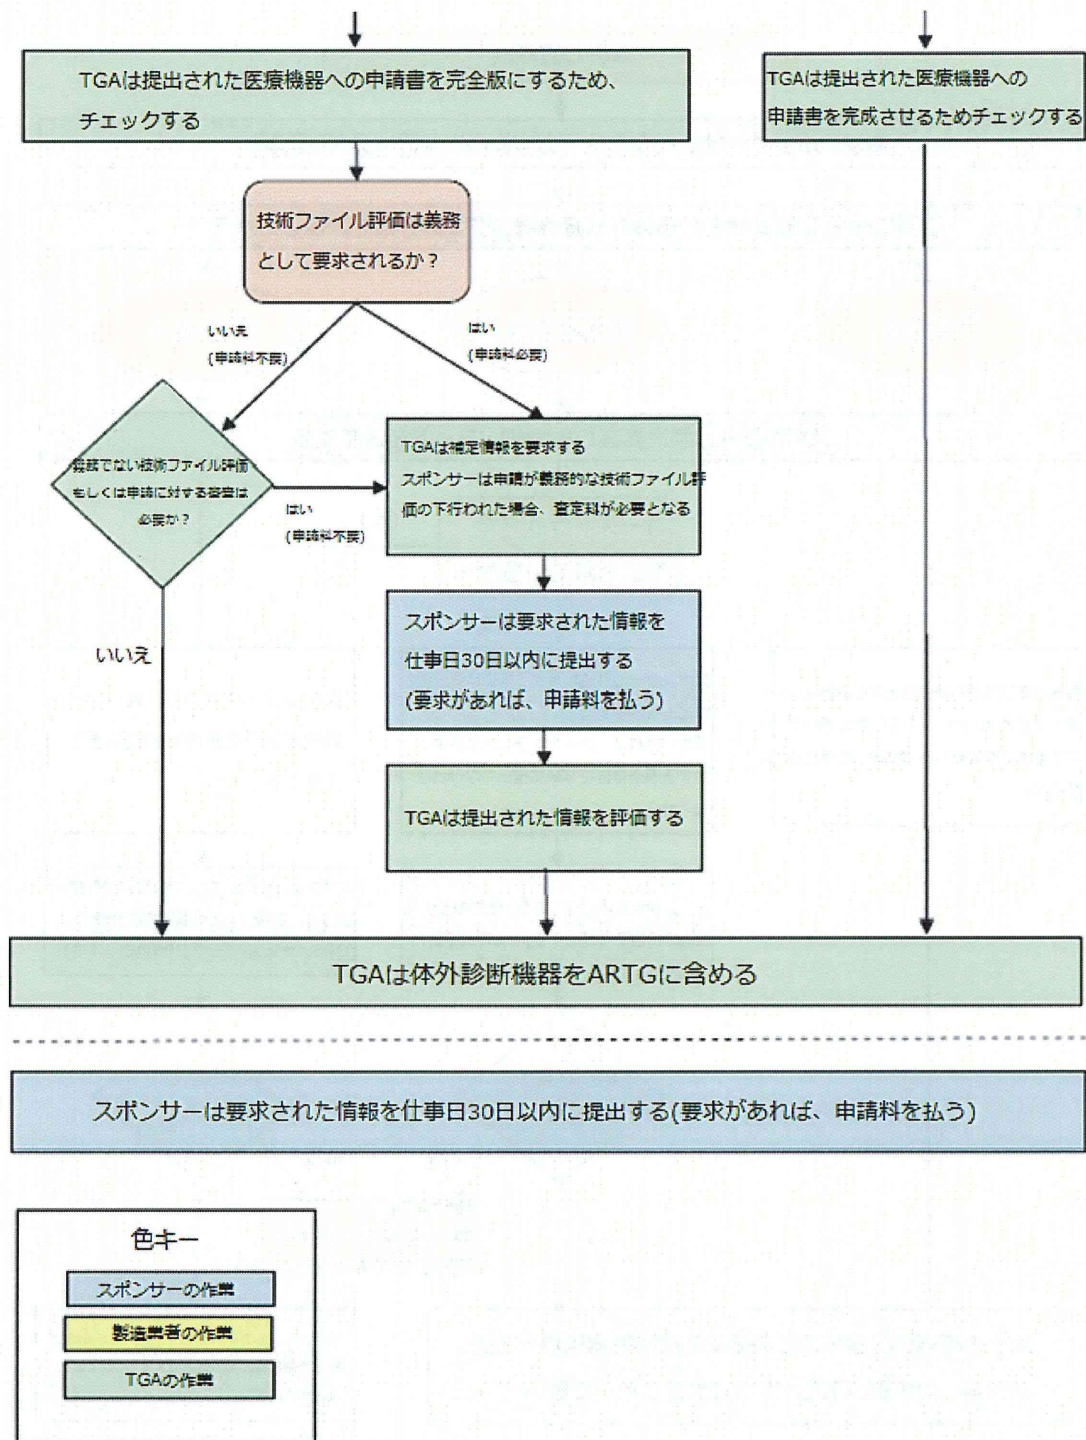 TGAは提出された医療機器への申請書を完全版にするため、
チェックする
TGAは提出された医療機器への
申請書を完成させるためチェックする
技術ファイル評価は義務
として要求されるか？
いいえ
(申請料不要)
はい
(申請料必要)
義務でない技術ファイル評価
もしくは申請に対する審査は
必要か？
はい
(申請料不要)
TGAは補定情報を要求する
スポンサーは申請が義務的な技術ファイル評
価の下行われた場合、査定料が必要となる
いいえ
スポンサーは要求された情報を
仕事日30日以内に提出する
(要求があれば、申請料を払う)
TGAは提出された情報を評価する
TGAは体外診断機器をARTGに含める
スポンサーは要求された情報を仕事日30日以内に提出する(要求があれば、申請料を払う)
色キー
スポンサーの作業
製造業者の作業
TGAの作業